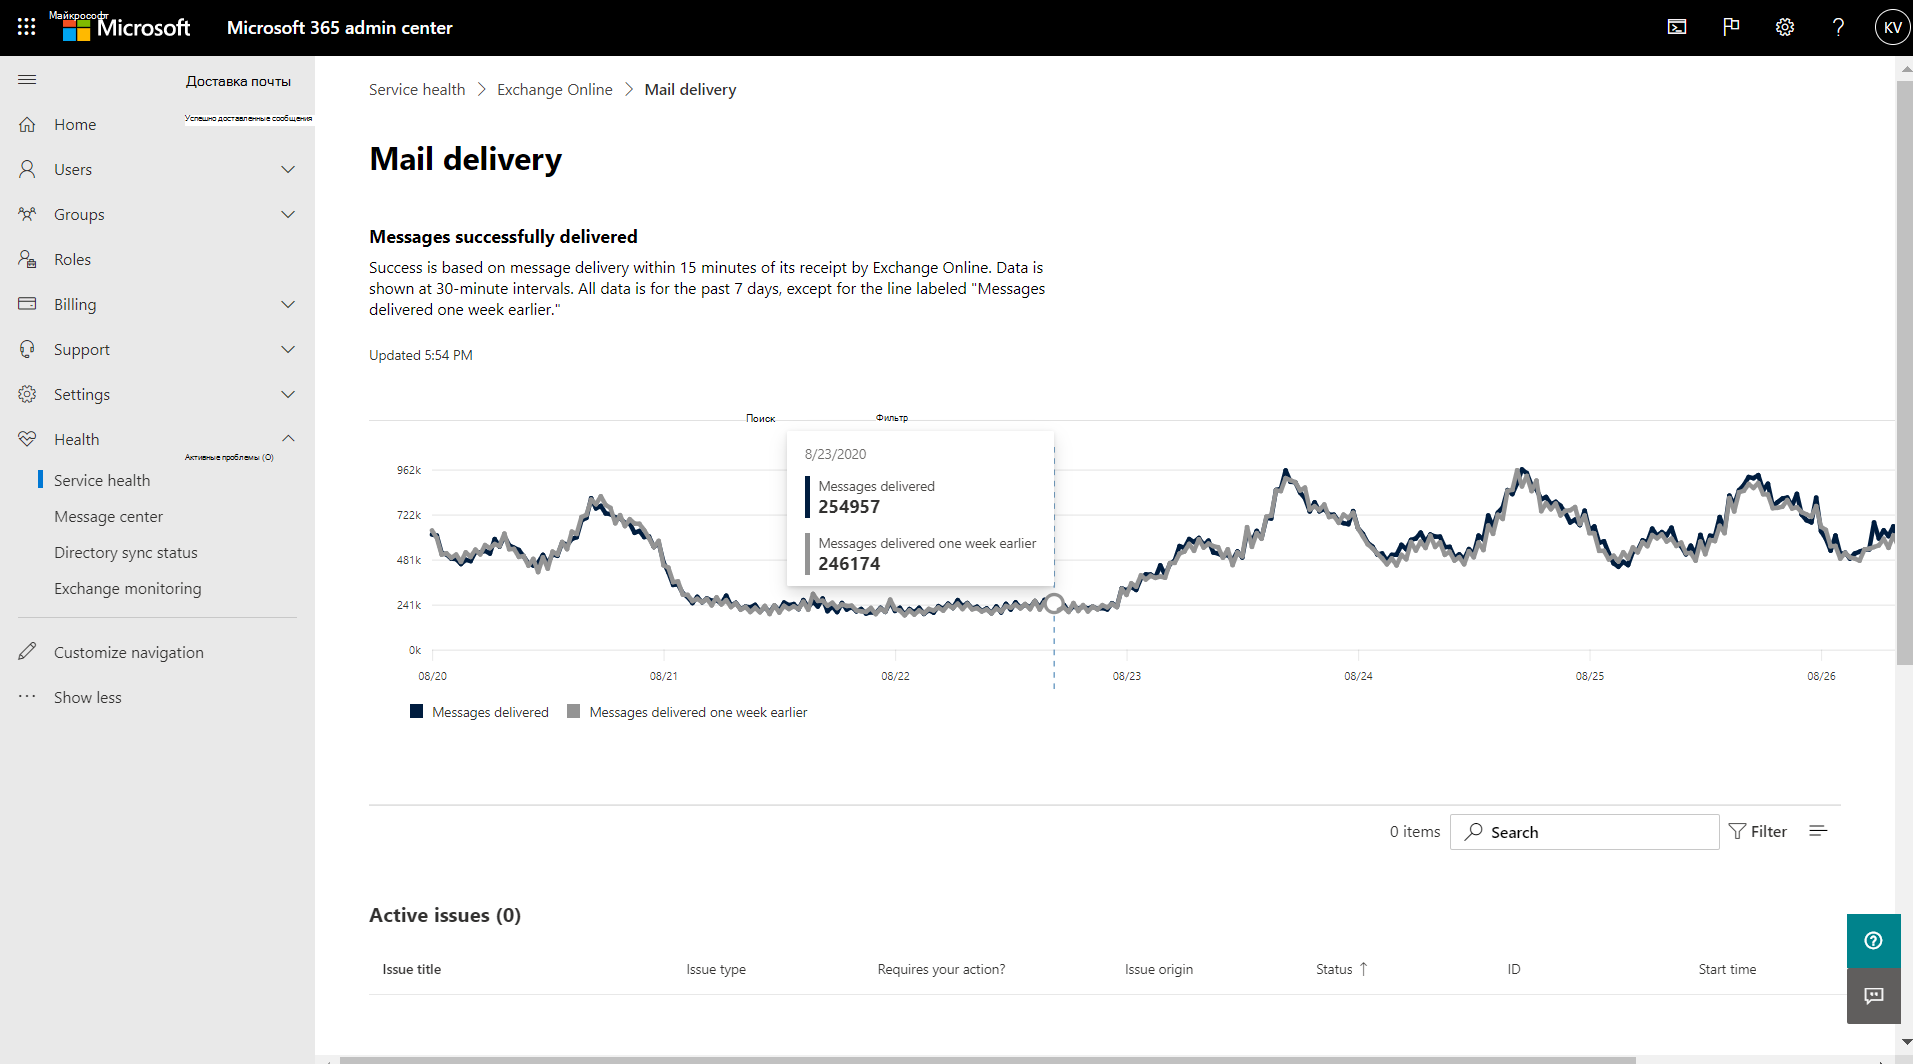 Майкрософт
Microsoft
Microsoft 365 admin center
KV
Доставка почты
Успешно доставленные сообщения
Home
Users
Groups
Roles
Billing
Support
Settings
Health
Активные проблемы (0)
Service health
Message center
Directory sync status
Exchange monitoring
Customize navigation
Show less
Service health > Exchange Online > Mail delivery
Mail delivery
Messages successfully delivered
Success is based on message delivery within 15 minutes of its receipt by Exchange Online. Data is
shown at 30-minute intervals. All data is for the past 7 days, except for the line labeled "Messages
delivered one week earlier."
Updated 5:54 PM
Поиск Фильтр
8/23/2020
Messages delivered
254957
Messages delivered one week earlier
246174
962k
722k
481k
241k
0k
08/20 08/21 08/22 08/23 08/24 08/25 08/26
Messages delivered Messages delivered one week earlier
0 items Search Filter
Active issues (0)
Issue title Issue type Requires your action? Issue origin Status ↑ ID Start time